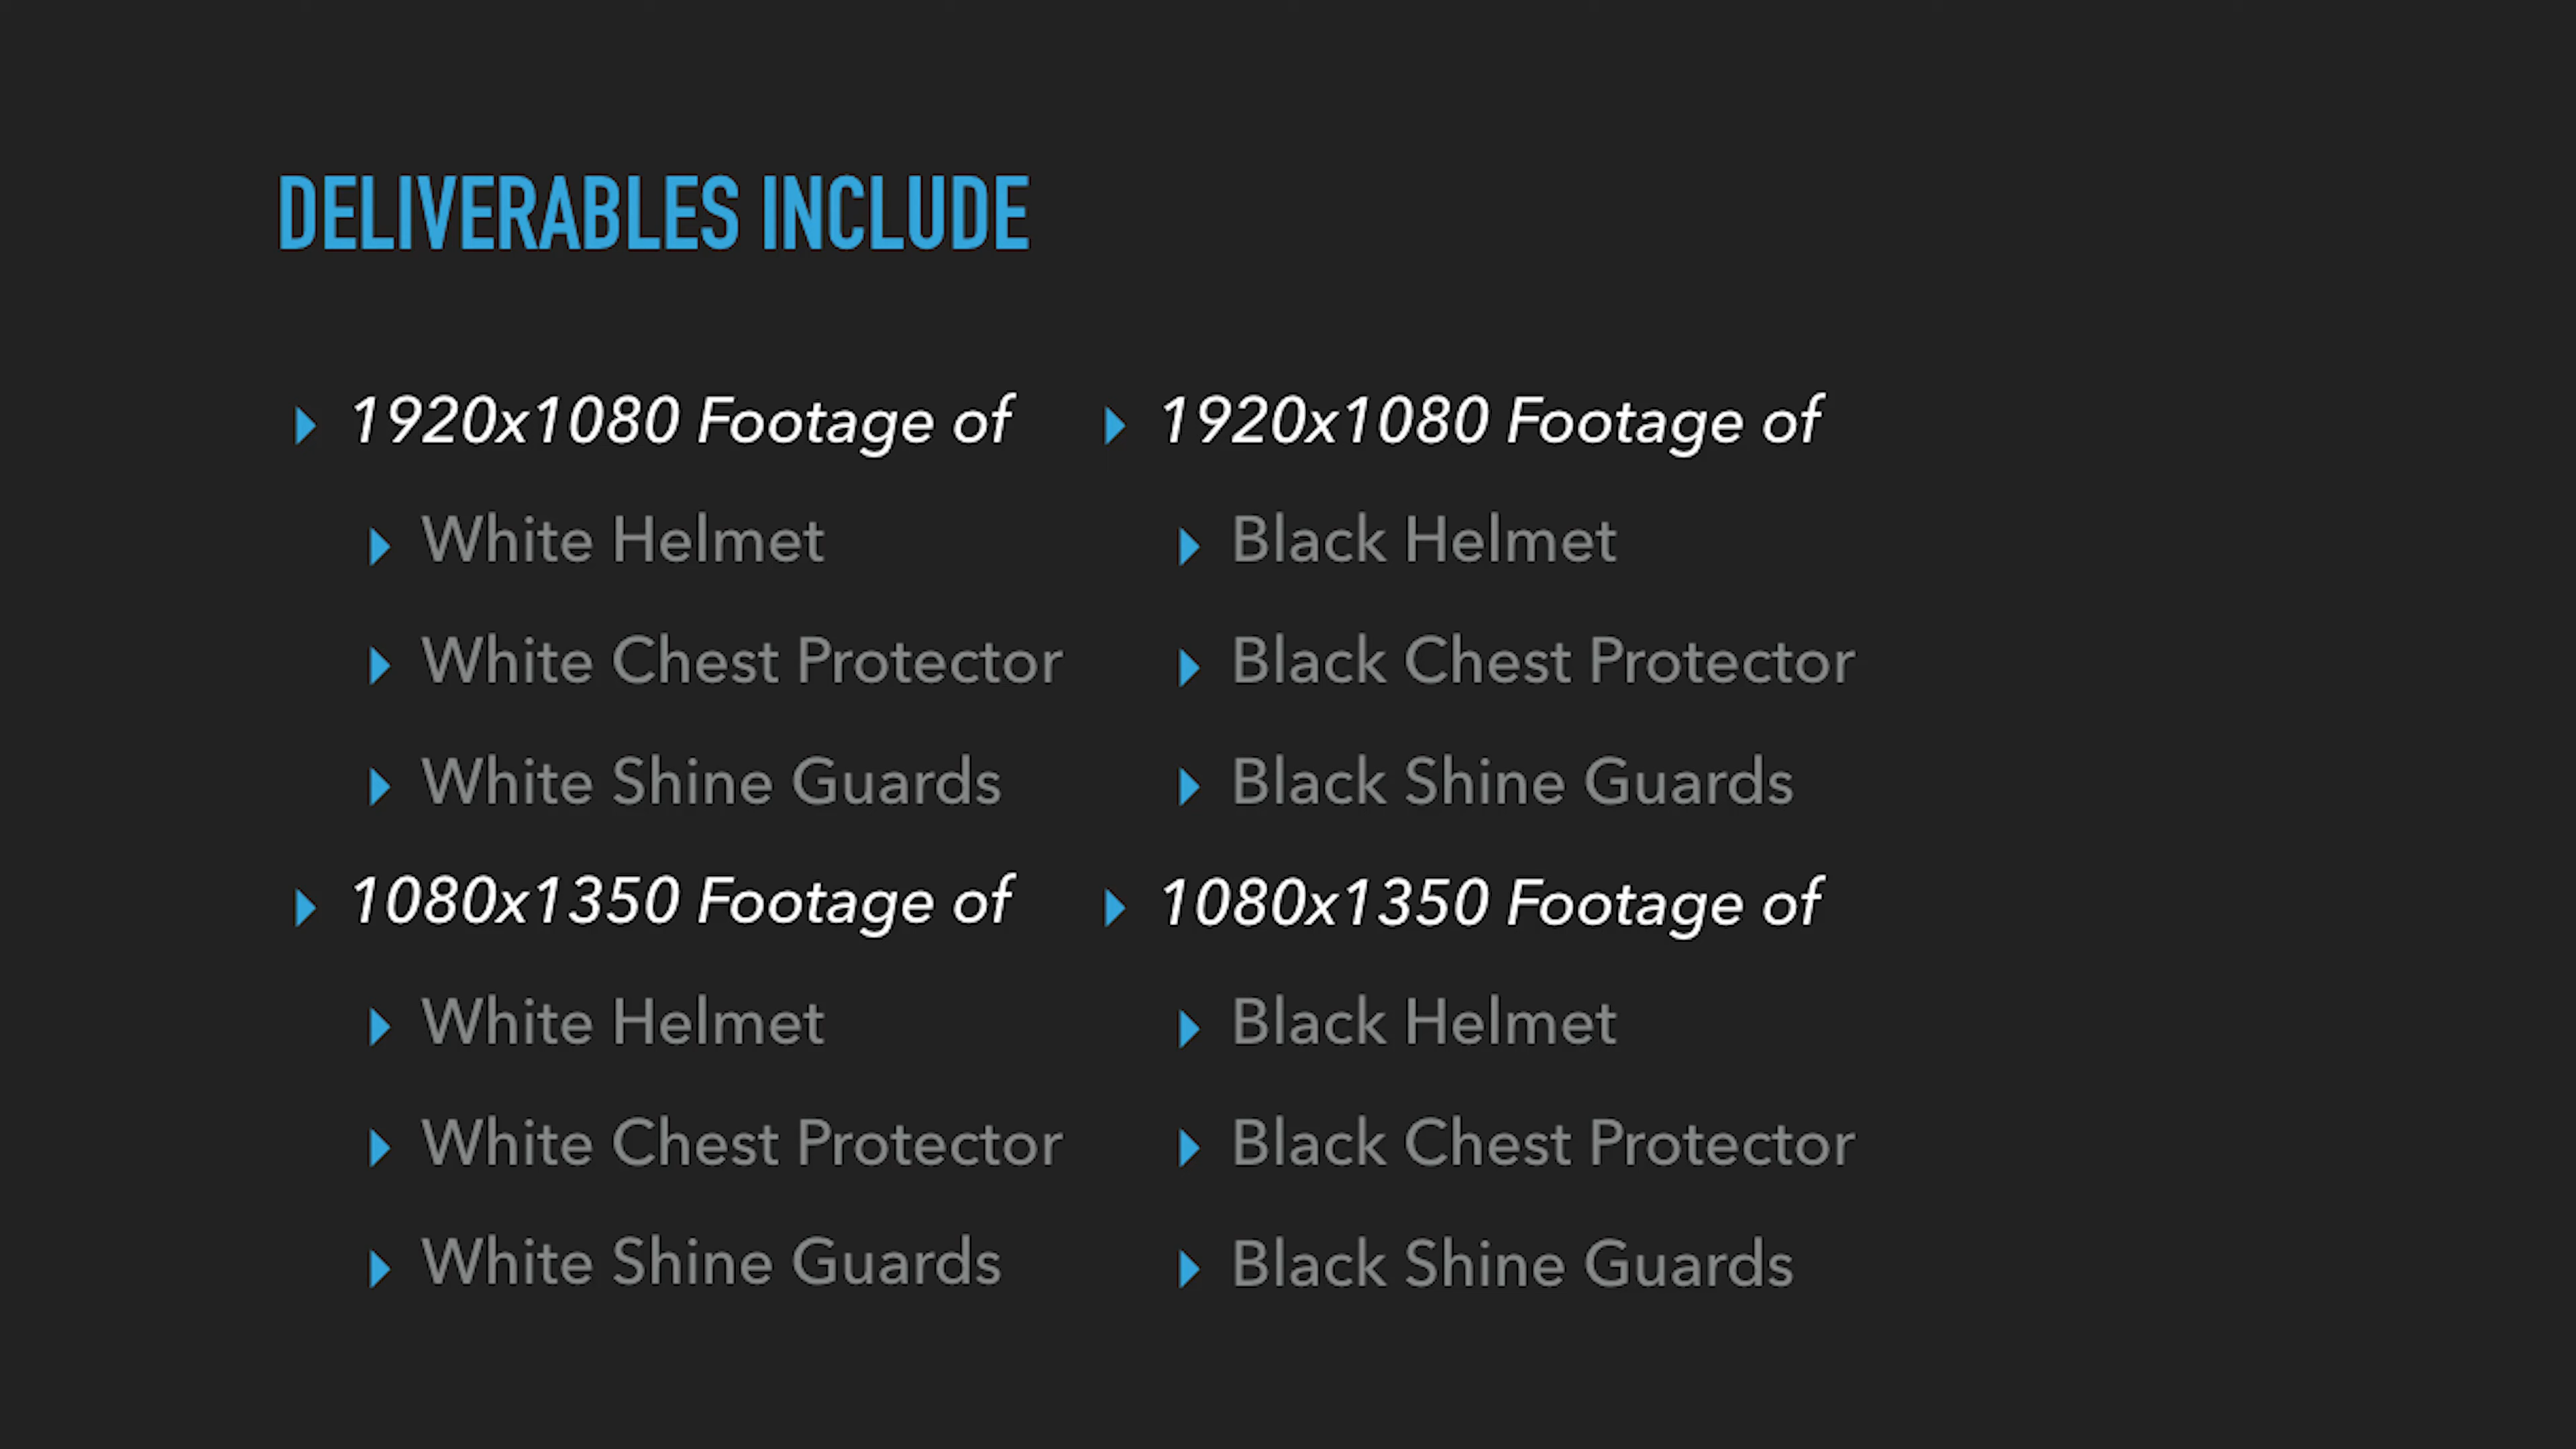 DELIVERABLES INCLUDE
1920x1080 Footage of
White Helmet
White Chest Protector
White Shine Guards
1080x1350 Footage of
White Helmet
White Chest Protector
White Shine Guards
1920x1080 Footage of
Black Helmet
Black Chest Protector
Black Shine Guards
1080x1350 Footage of
Black Helmet
Black Chest Protector
Black Shine Guards